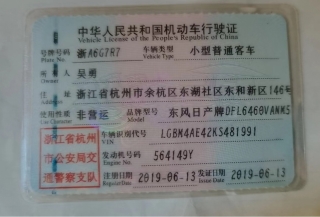 中华人民共和国机动车行驶证
Vehicle License of the People's Republic of China
号牌号码 浙A6G7R7 车辆类型 小型普通客车
Plate No. Vehicle Type
所有人 吴勇
住址 浙江省杭州市余杭区东湖社区东和新区146号
使用性质 非营运 品牌型号 东风日产牌DFL6460VANM5
浙江省杭州
市公安局交
通警察支队
车辆识别代号 LGBM4AE42KS481991
VIN
发动机号码 564149Y
Engine No.
注册日期 2019-06-13 发证日期 2019-06-13
Register Date Issue Date